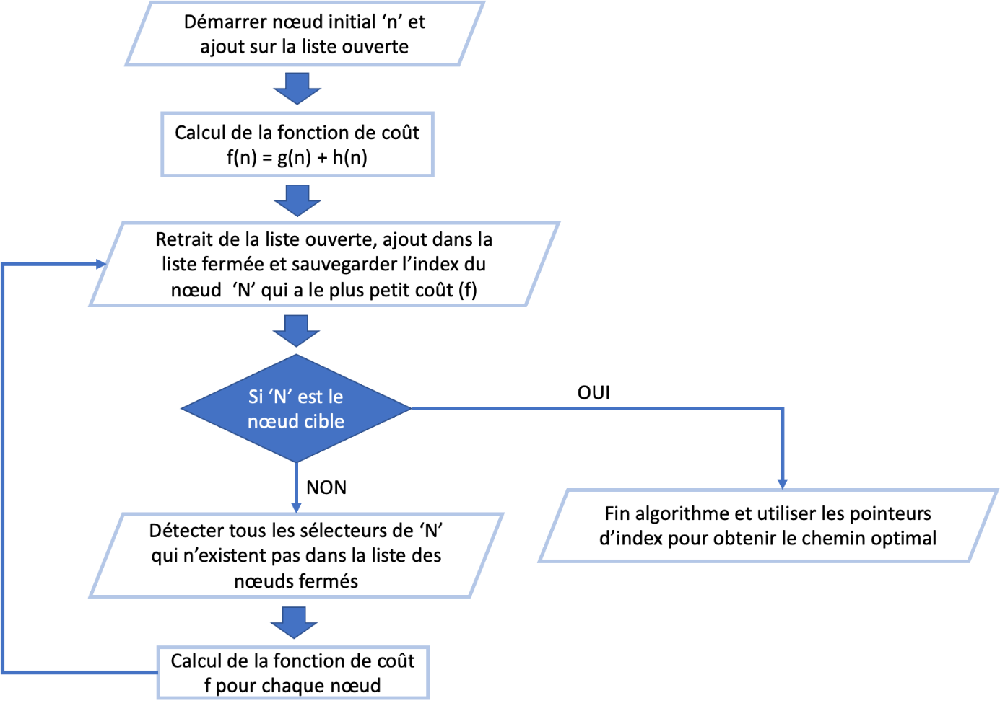 Démarrer nœud initial ‘n’ et
ajout sur la liste ouverte
Calcul de la fonction de coût
f(n) = g(n) + h(n)
Retrait de la liste ouverte, ajout dans la
liste fermée et sauvegarder l’index du
nœud ‘N’ qui a le plus petit coût (f)
Si ‘N’ est le
nœud cible
OUI
NON
Fin algorithme et utiliser les pointeurs
d’index pour obtenir le chemin optimal
Détecter tous les sélecteurs de ‘N’
qui n’existent pas dans la liste des
nœuds fermés
Calcul de la fonction de coût
f pour chaque nœud